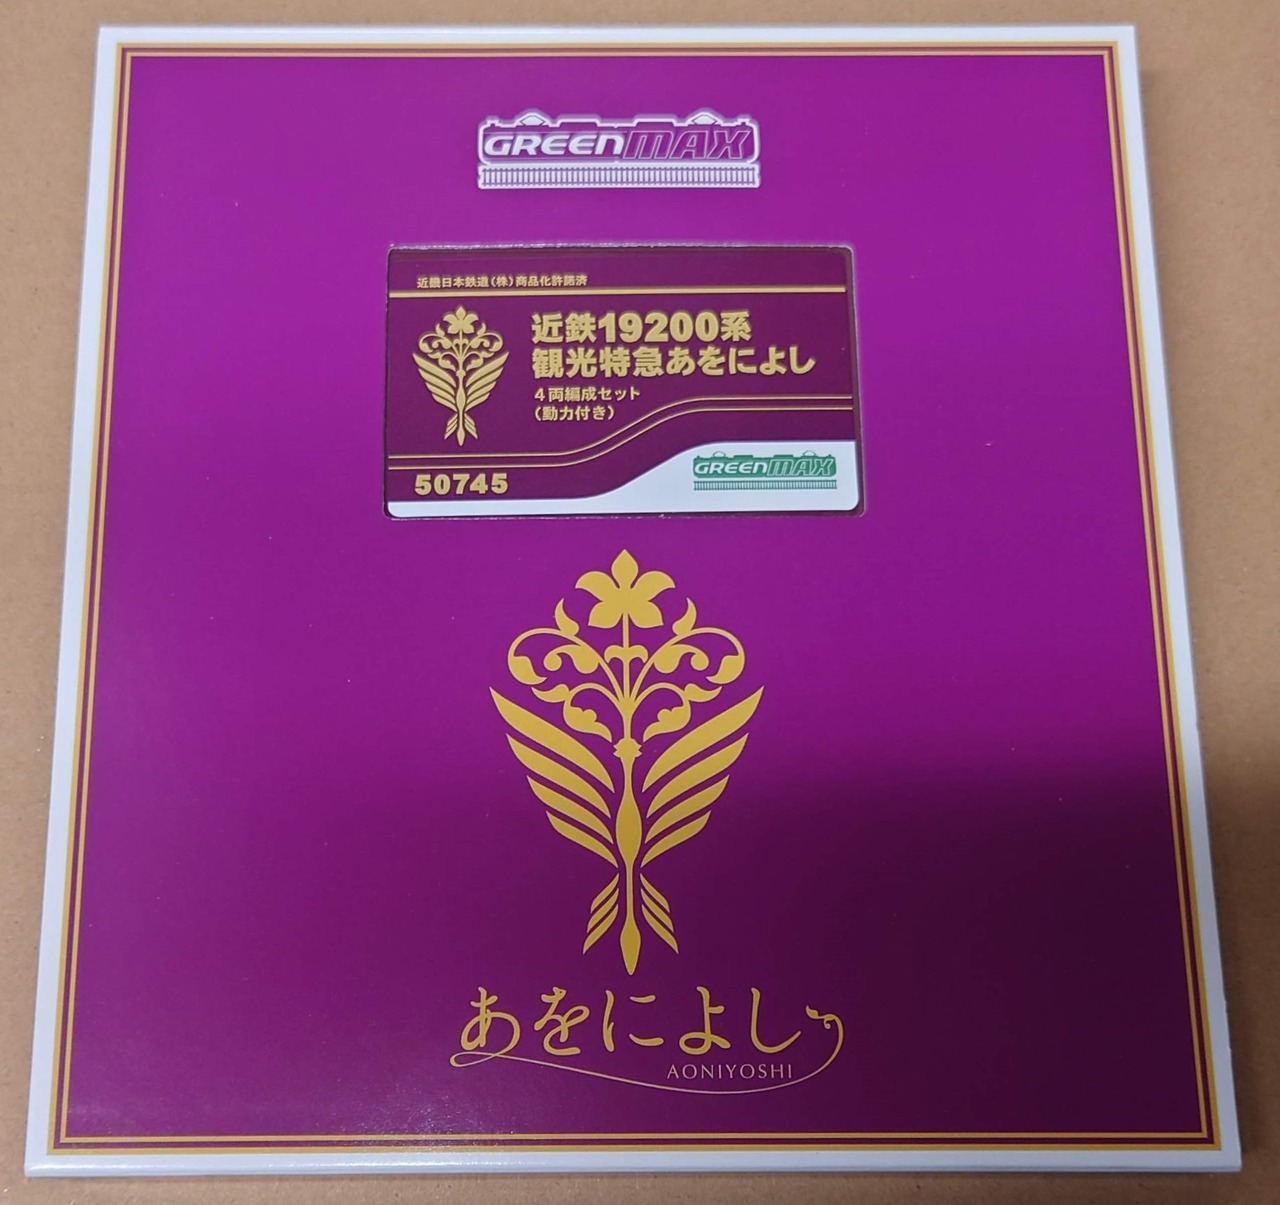 GREENMAX
近畿日本鉄道(株)商品化許諾済
近鉄19200系
観光特急あをによし
4両編成セット
(動力付き)
50745
GREENMAX
あをによし
AONIYOSHI